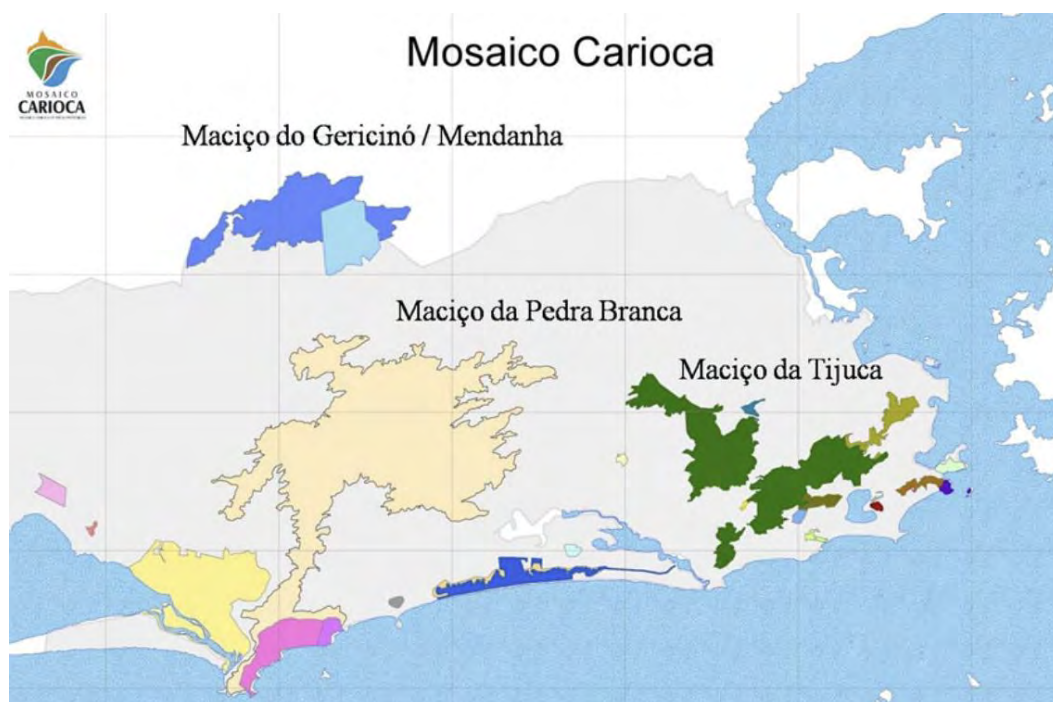 Mosaico Carioca
MOSAICO
CARIOCA
Maciço do Gericinó / Mendanha
Maciço da Pedra Branca
Maciço da Tijuca